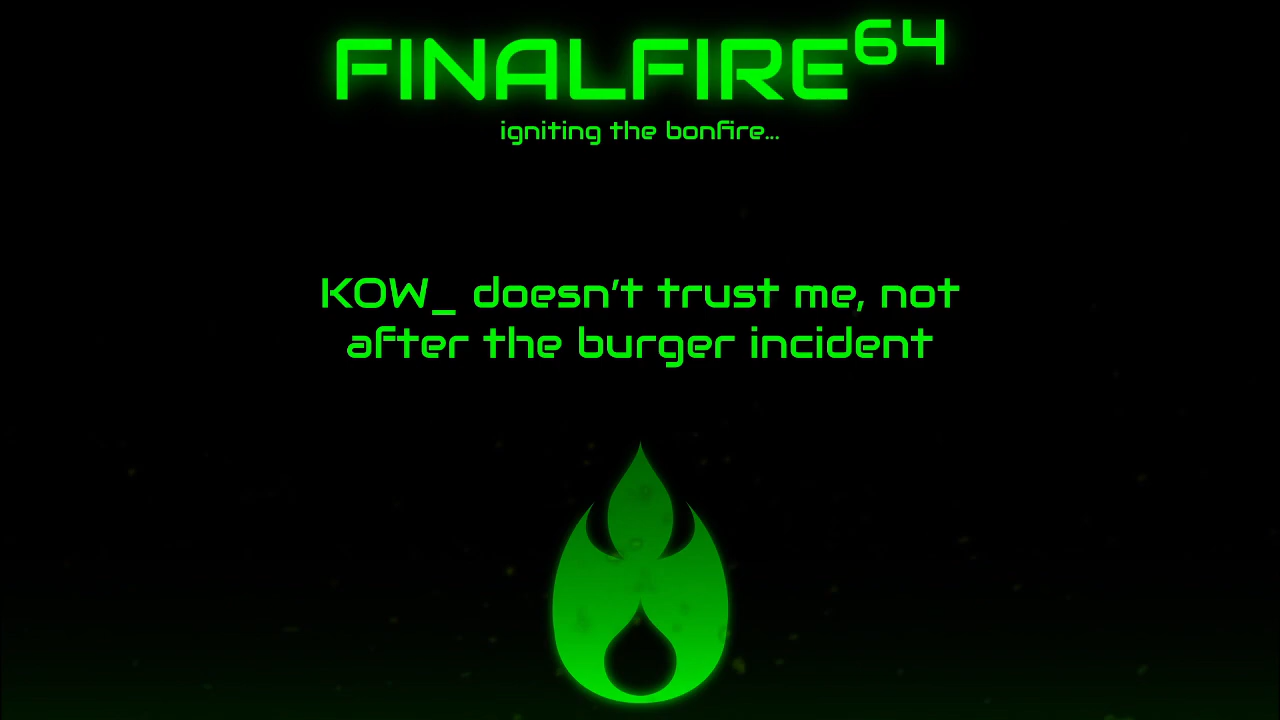 FINALFIRE64
igniting the bonfire...
KOW_ doesn't trust me, not
after the burger incident